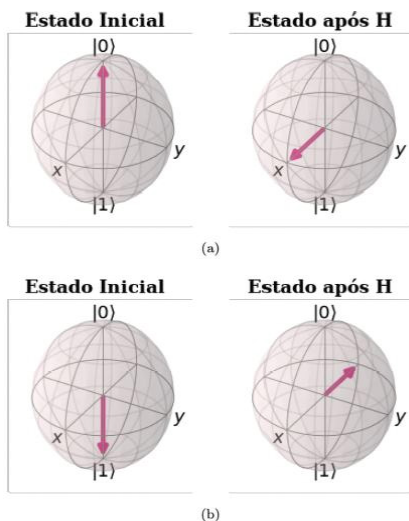 Estado Inicial
Estado após H
|0⟩
|0⟩
x
y
x
y
|1⟩
|1⟩
(a)
Estado Inicial
Estado após H
|0⟩
|0⟩
x
y
x
y
|1⟩
|1⟩
(b)